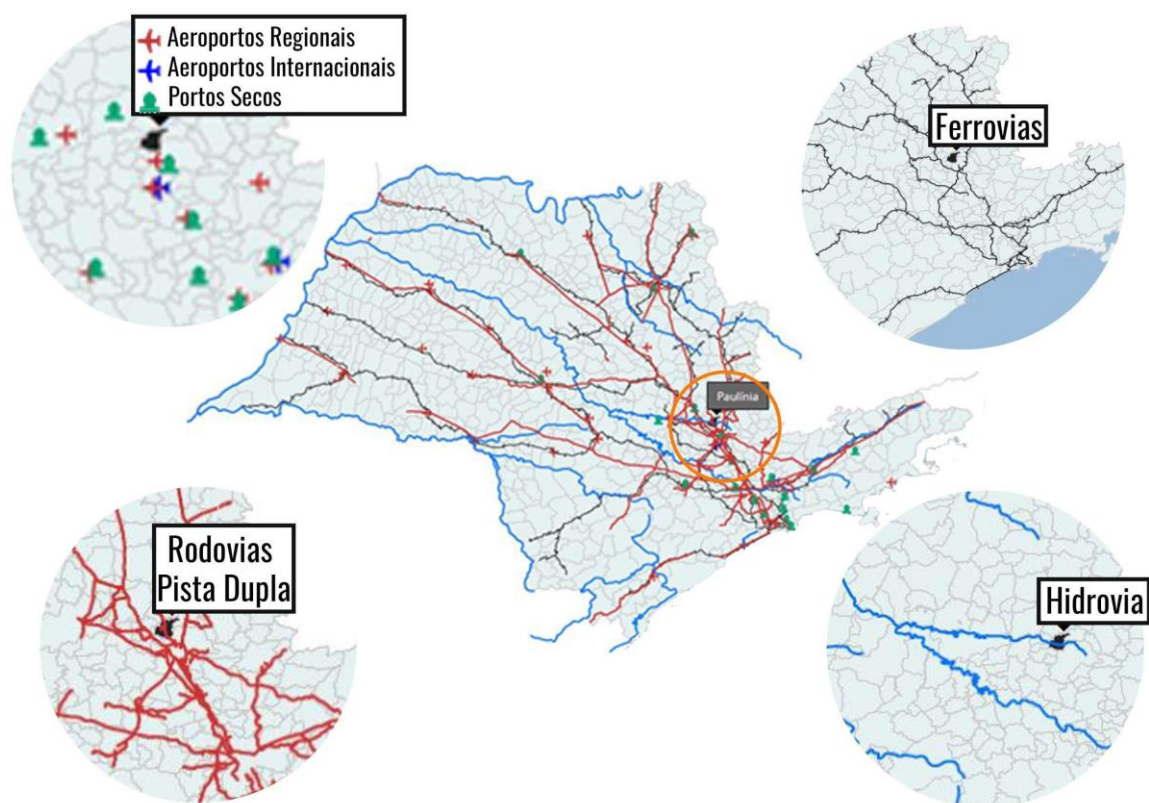 Aeroportos Regionais
Aeroportos Internacionais
Portos Secos
Ferrovias
Paulínia
Rodovias
Pista Dupla
Hidrovia